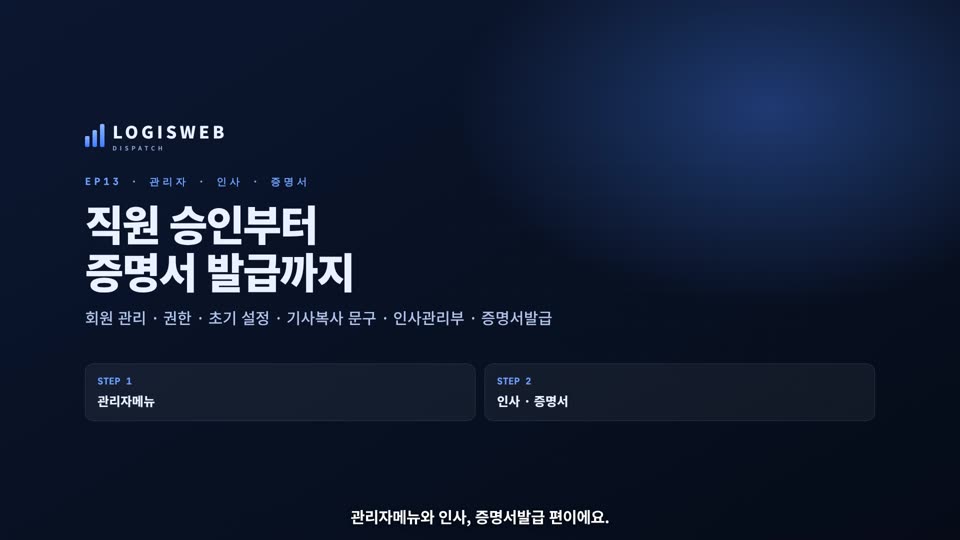 LOGISWEB
DISPATCH
EP13 · 관리자 · 인사 · 증명서
직원 승인부터
증명서 발급까지
회원 관리 · 권한 · 초기 설정 · 기사복사 문구 · 인사관리부 · 증명서발급
STEP 1
관리자메뉴
STEP 2
인사 · 증명서
관리자메뉴와 인사, 증명서발급 편이에요.